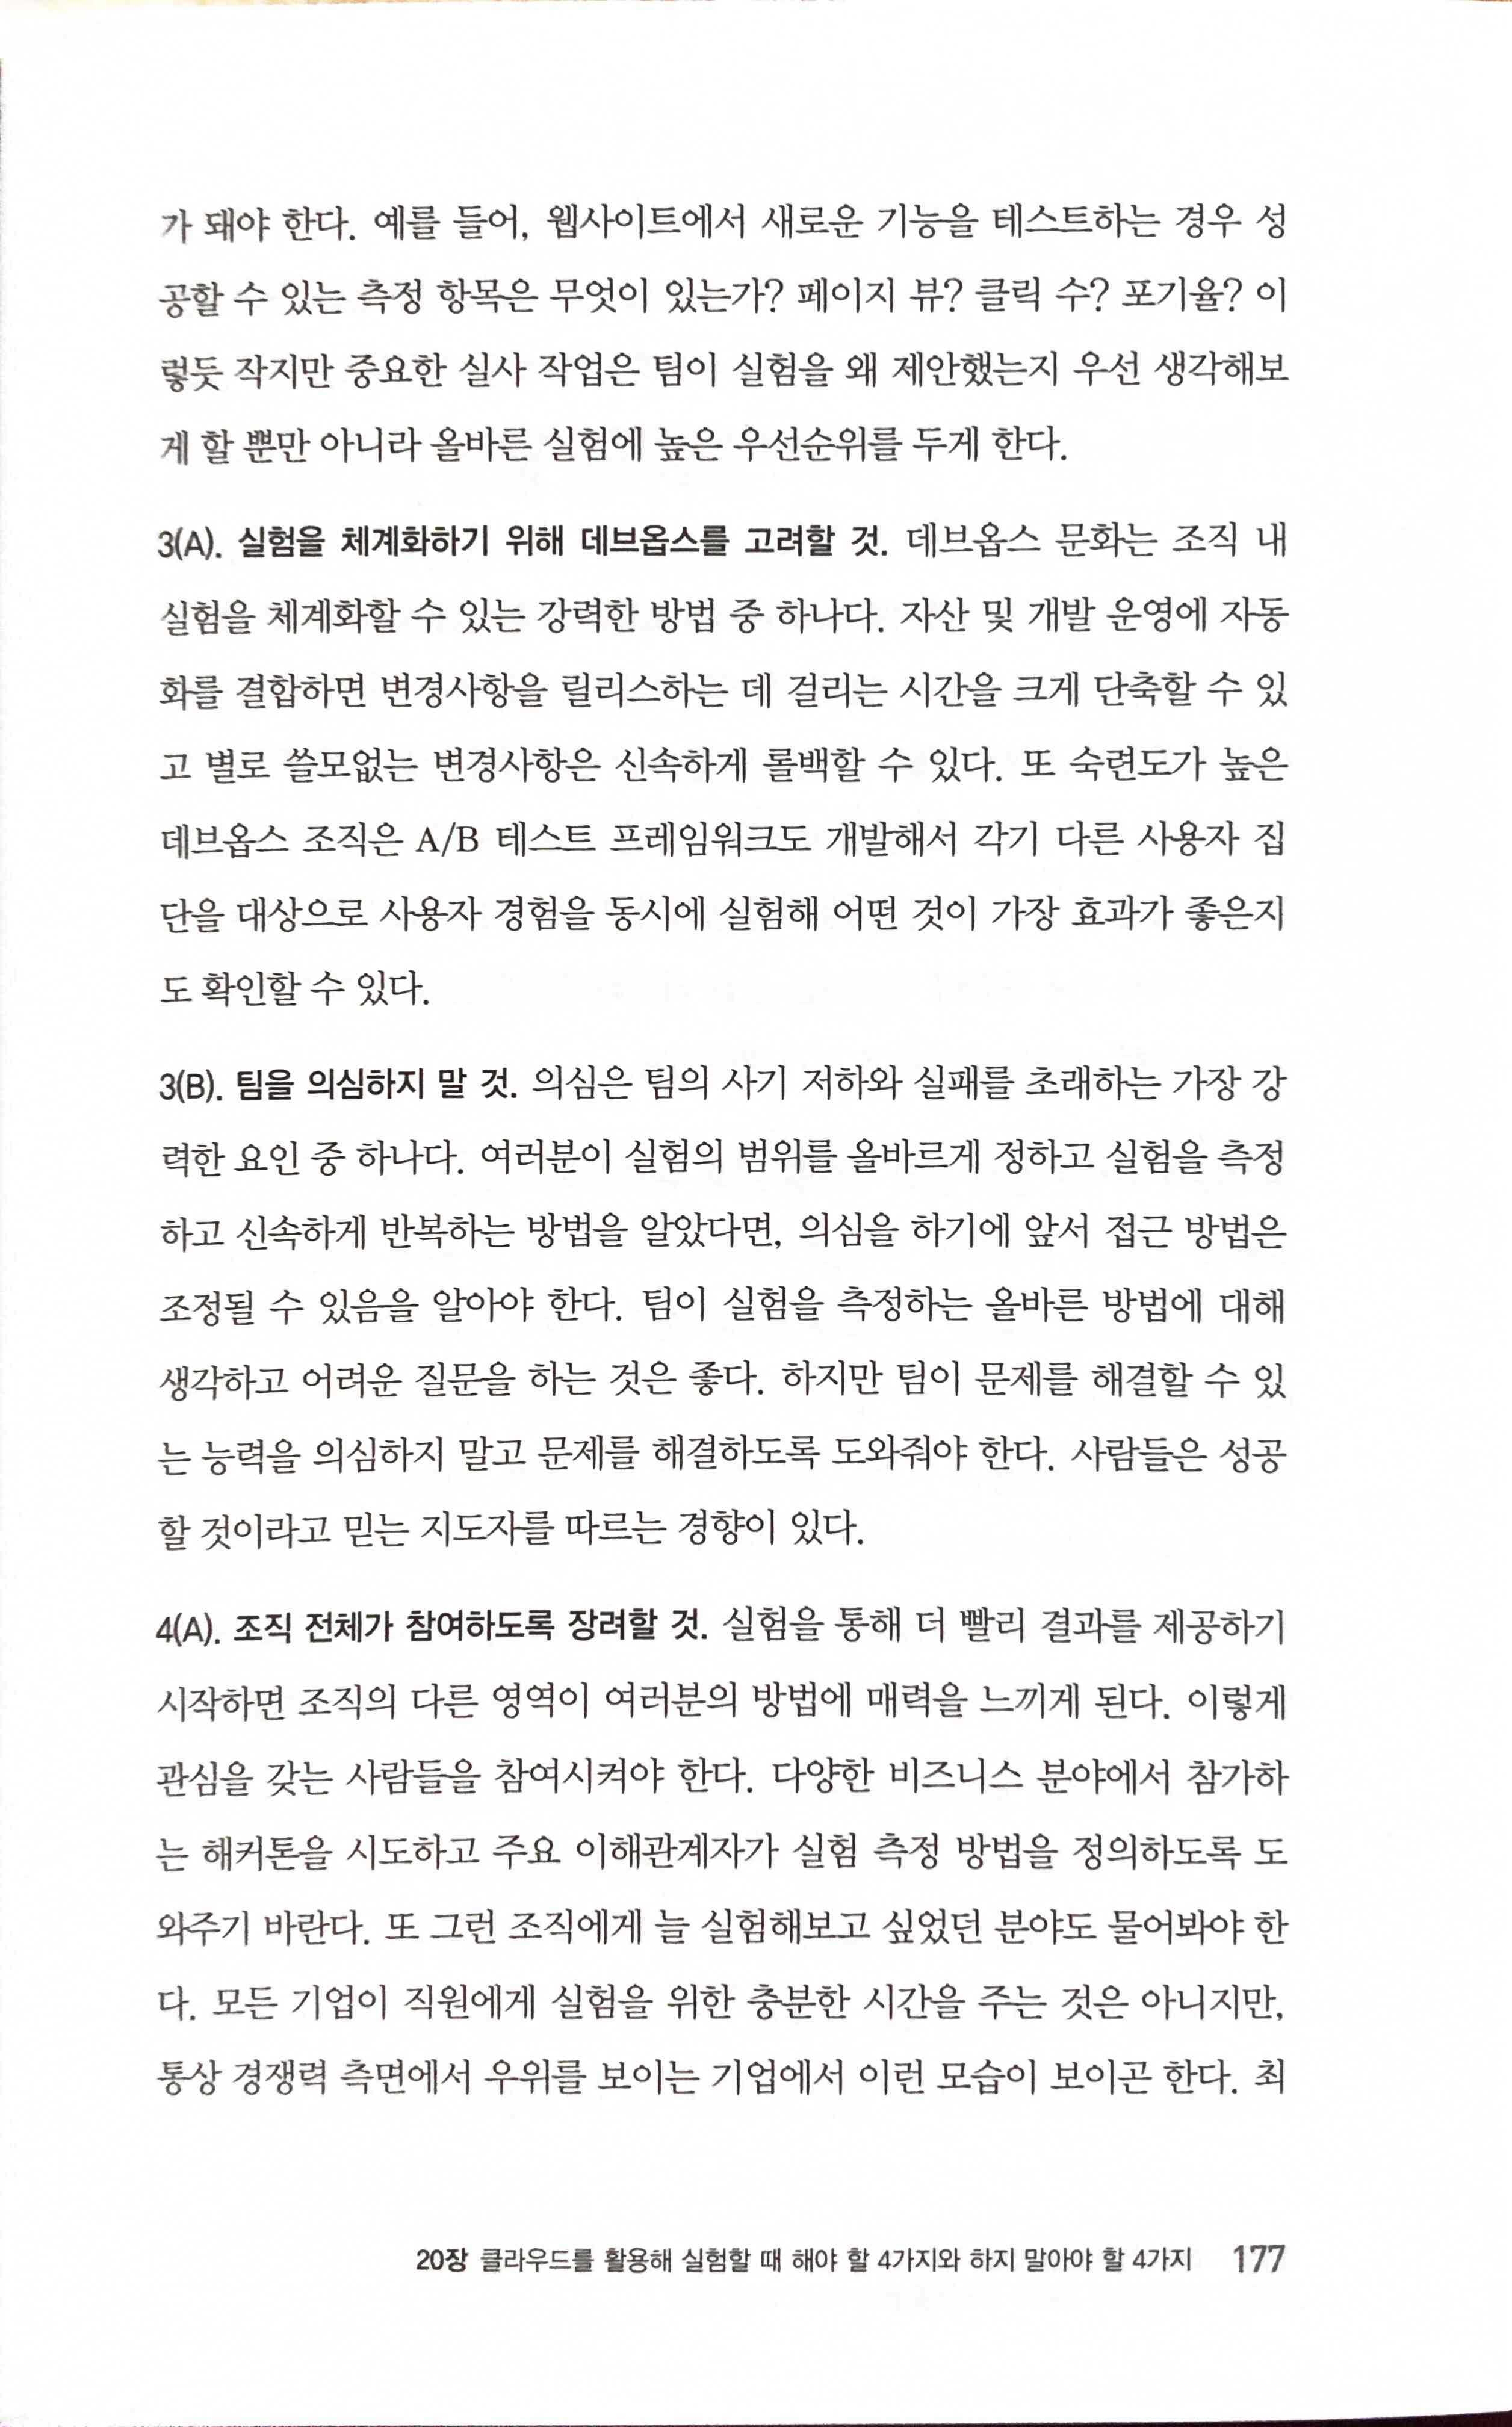 가 돼야 한다. 예를 들어, 웹사이트에서 새로운 기능을 테스트하는 경우 성
공할 수 있는 측정 항목은 무엇이 있는가? 페이지 뷰? 클릭 수? 포기율? 이
렇듯 작지만 중요한 실사 작업은 팀이 실험을 왜 제안했는지 우선 생각해보
게 할 뿐만 아니라 올바른 실험에 높은 우선순위를 두게 한다.
3(A). 실험을 체계화하기 위해 데브옵스를 고려할 것. 데브옵스 문화는 조직 내
실험을 체계화할 수 있는 강력한 방법 중 하나다. 자산 및 개발 운영에 자동
화를 결합하면 변경사항을 릴리스하는 데 걸리는 시간을 크게 단축할 수 있
고 별로 쓸모없는 변경사항은 신속하게 롤백할 수 있다. 또 숙련도가 높은
데브옵스 조직은 A/B 테스트 프레임워크도 개발해서 각기 다른 사용자 집
단을 대상으로 사용자 경험을 동시에 실험해 어떤 것이 가장 효과가 좋은지
도 확인할 수 있다.
3(B). 팀을 의심하지 말 것. 의심은 팀의 사기 저하와 실패를 초래하는 가장 강
력한 요인 중 하나다. 여러분이 실험의 범위를 올바르게 정하고 실험을 측정
하고 신속하게 반복하는 방법을 알았다면, 의심을 하기에 앞서 접근 방법은
조정될 수 있음을 알아야 한다. 팀이 실험을 측정하는 올바른 방법에 대해
생각하고 어려운 질문을 하는 것은 좋다. 하지만 팀이 문제를 해결할 수 있
는 능력을 의심하지 말고 문제를 해결하도록 도와줘야 한다. 사람들은 성공
할 것이라고 믿는 지도자를 따르는 경향이 있다.
4(A). 조직 전체가 참여하도록 장려할 것. 실험을 통해 더 빨리 결과를 제공하기
시작하면 조직의 다른 영역이 여러분의 방법에 매력을 느끼게 된다. 이렇게
관심을 갖는 사람들을 참여시켜야 한다. 다양한 비즈니스 분야에서 참가하
는 해커톤을 시도하고 주요 이해관계자가 실험 측정 방법을 정의하도록 도
와주기 바란다. 또 그런 조직에게 늘 실험해보고 싶었던 분야도 물어봐야 한
다. 모든 기업이 직원에게 실험을 위한 충분한 시간을 주는 것은 아니지만,
통상 경쟁력 측면에서 우위를 보이는 기업에서 이런 모습이 보이곤 한다. 최
20장 클라우드를 활용해 실험할 때 해야 할 4가지와 하지 말아야 할 4가지 177